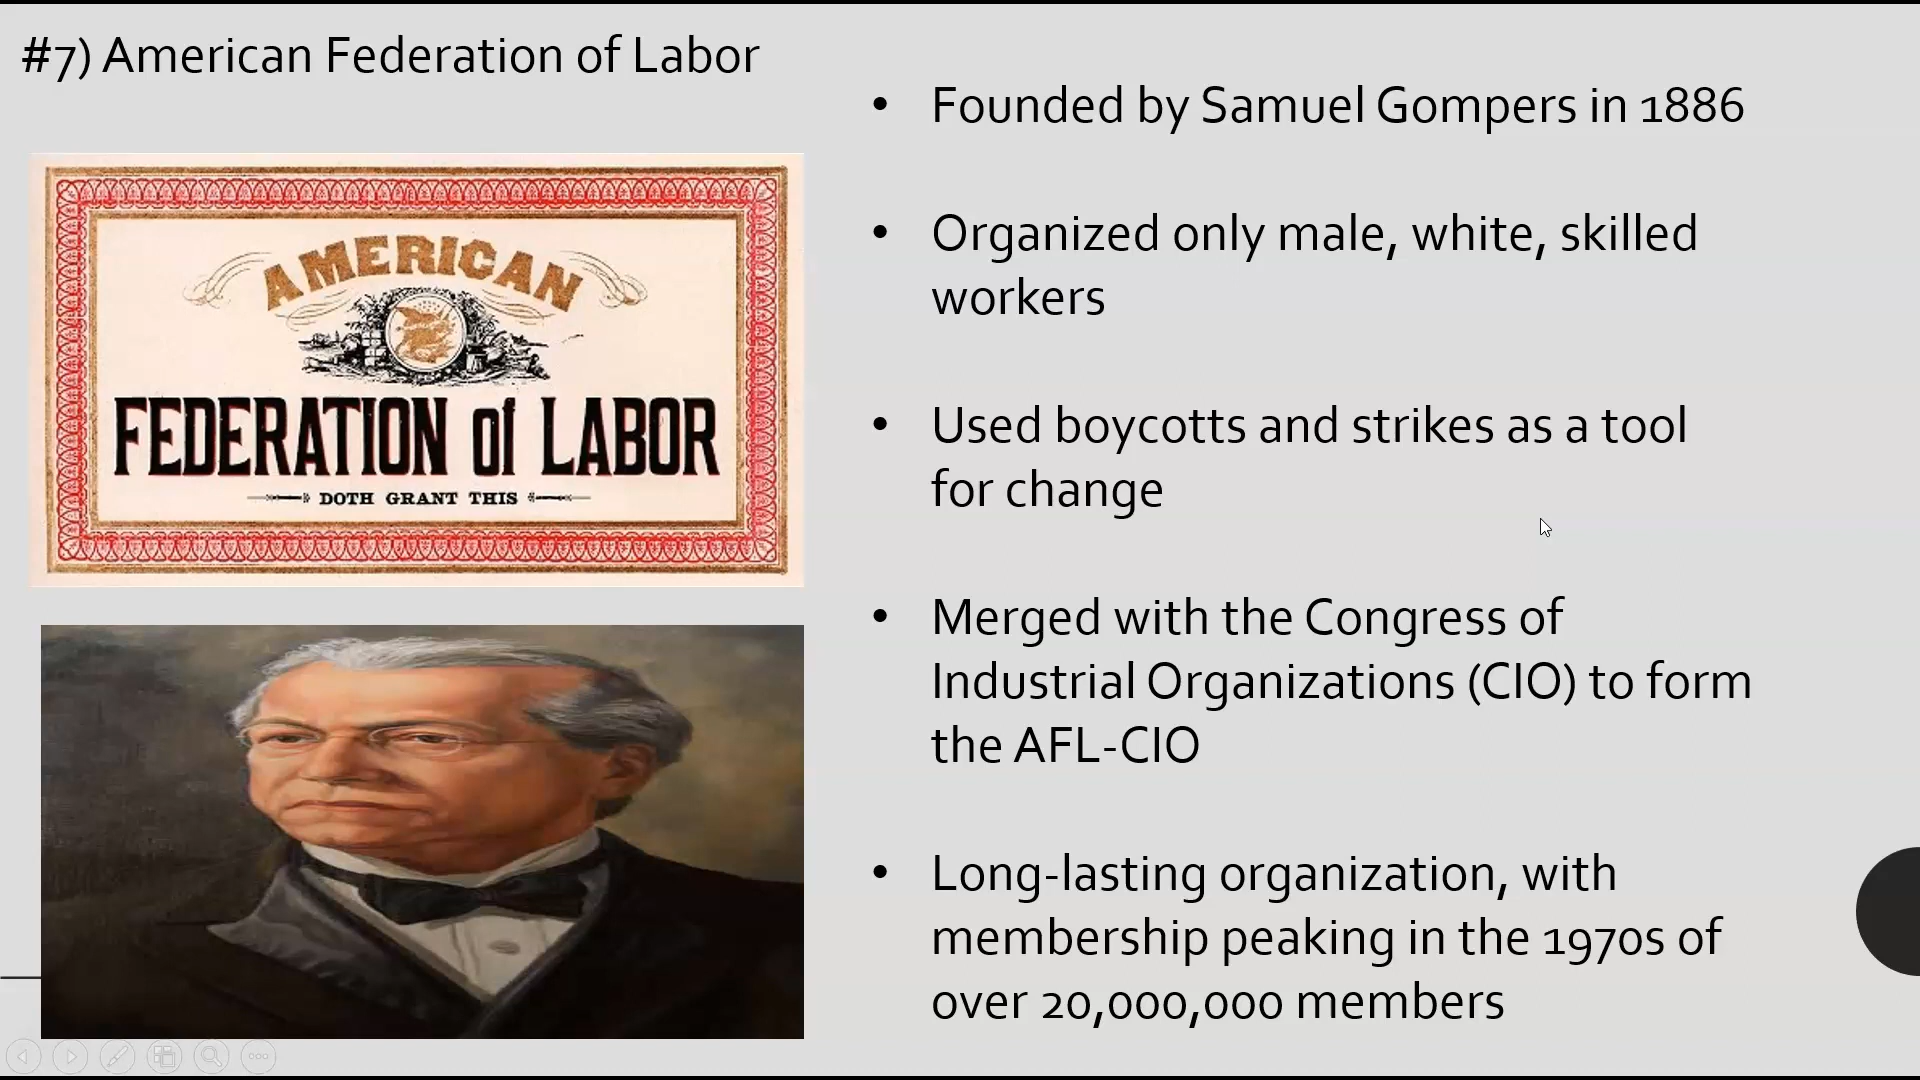 #7) American Federation of Labor
AMERICAN
FEDERATION of LABOR
DOTH GRANT THIS
• Founded by Samuel Gompers in 1886
• Organized only male, white, skilled
workers
• Used boycotts and strikes as a tool
for change
• Merged with the Congress of
Industrial Organizations (CIO) to form
the AFL-CIO
• Long-lasting organization, with
membership peaking in the 1970s of
over 20,000,000 members